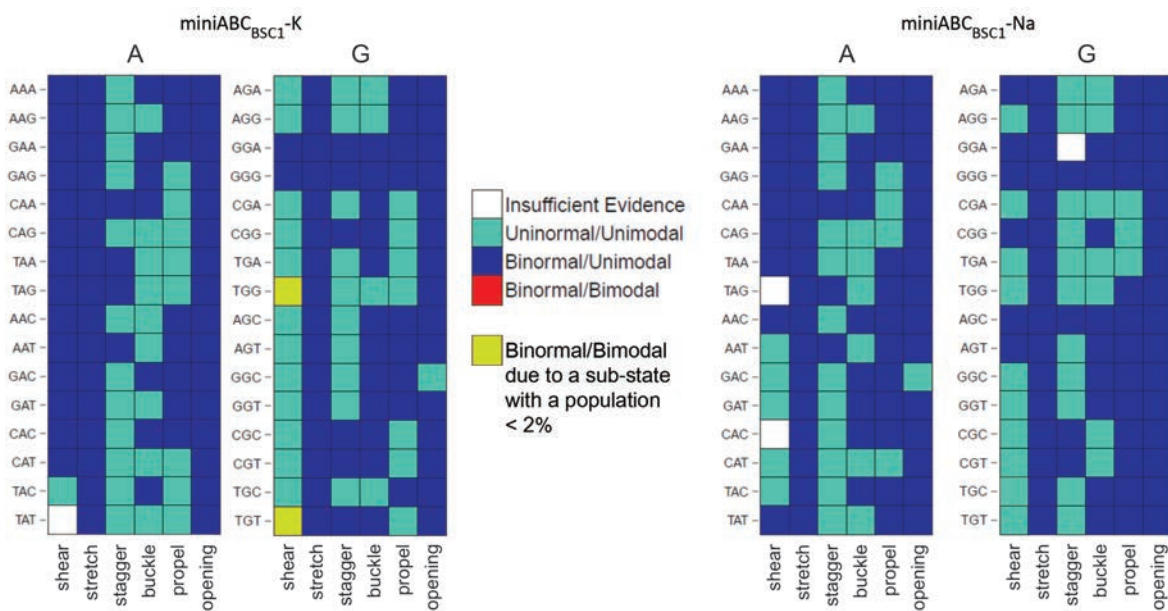 miniABCBSC1-K
A
G
AAA
AAG
GAA
GAG
CAA
CAG
TAA
TAG
AAC
AAT
GAC
GAT
CAC
CAT
TAC
TAT
AGA
AGG
GGA
GGG
CGA
CGG
TGA
TGG
AGC
AGT
GGC
GGT
CGC
CGT
TGC
TGT
shear
stretch
stagger
buckle
propel
opening
shear
stretch
stagger
buckle
propel
opening
Insufficient Evidence
Uninormal/Unimodal
Binormal/Unimodal
Binormal/Bimodal
Binormal/Bimodal
due to a sub-state
with a population
< 2%
miniABCBSC1-Na
A
G
AAA
AAG
GAA
GAG
CAA
CAG
TAA
TAG
AAC
AAT
GAC
GAT
CAC
CAT
TAC
TAT
AGA
AGG
GGA
GGG
CGA
CGG
TGA
TGG
AGC
AGT
GGC
GGT
CGC
CGT
TGC
TGT
shear
stretch
stagger
buckle
propel
opening
shear
stretch
stagger
buckle
propel
opening